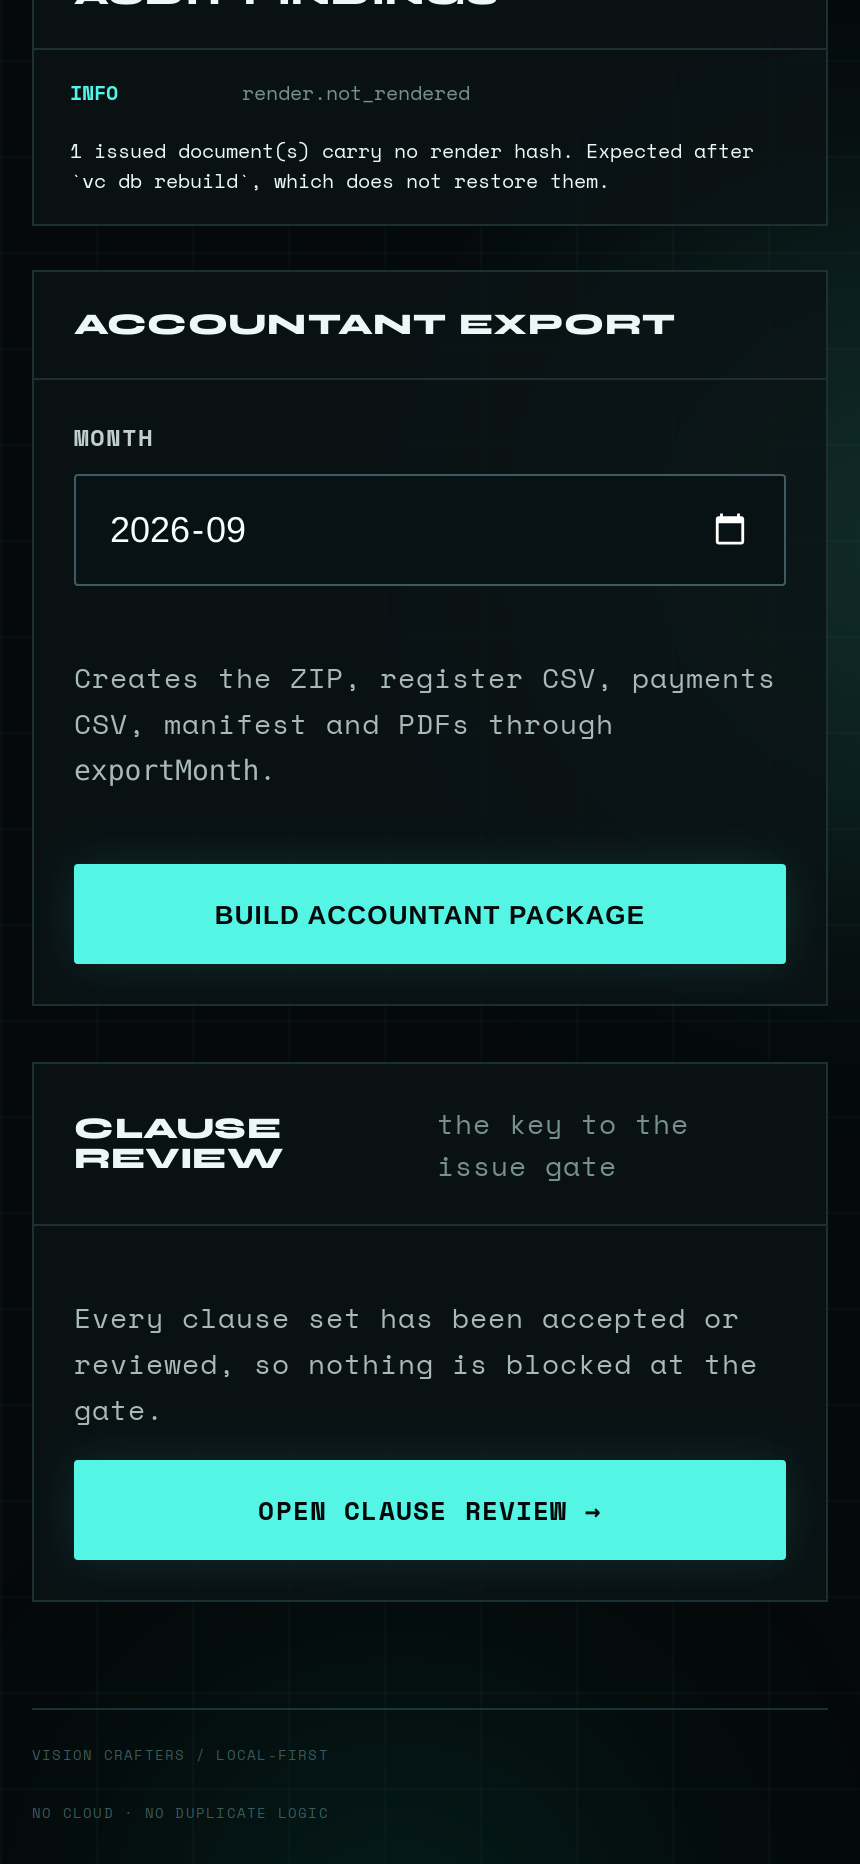 AUDIT FINDINGS
INFO render.not_rendered
1 issued document(s) carry no render hash. Expected after
`vc db rebuild`, which does not restore them.
ACCOUNTANT EXPORT
MONTH
2026-09
Creates the ZIP, register CSV, payments
CSV, manifest and PDFs through
exportMonth.
BUILD ACCOUNTANT PACKAGE
CLAUSE
REVIEW
the key to the
issue gate
Every clause set has been accepted or
reviewed, so nothing is blocked at the
gate.
OPEN CLAUSE REVIEW →
VISION CRAFTERS / LOCAL-FIRST
NO CLOUD · NO DUPLICATE LOGIC